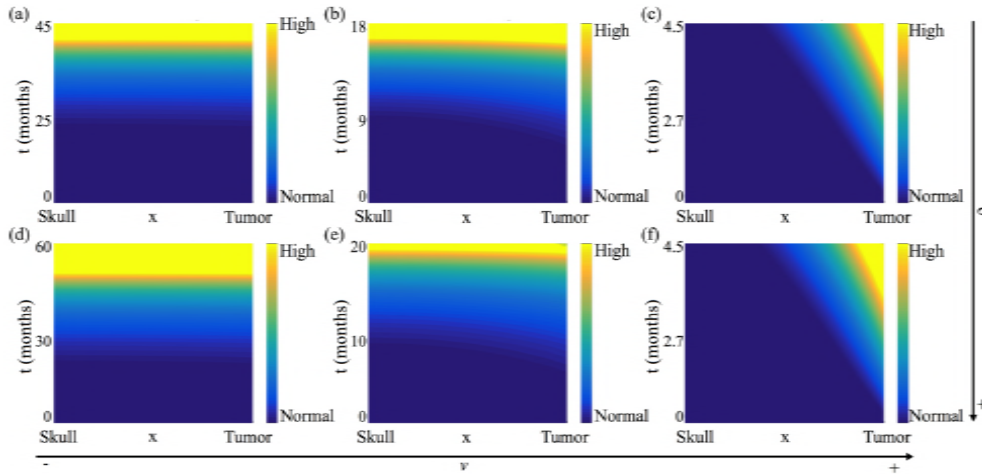 (a) 45 High (b) 18 High (c) 4.5 High
t (months) 25 t (months) 9 t (months) 2.7
0 Normal 0 Normal 0 Normal
Skull x Tumor Skull x Tumor Skull x Tumor
(d) 60 High (e) 20 High (f) 4.5 High
t (months) 30 t (months) 10 t (months) 2.7
+
0 Normal 0 Normal 0 Normal
Skull x Tumor Skull x Tumor Skull x Tumor
- ν +